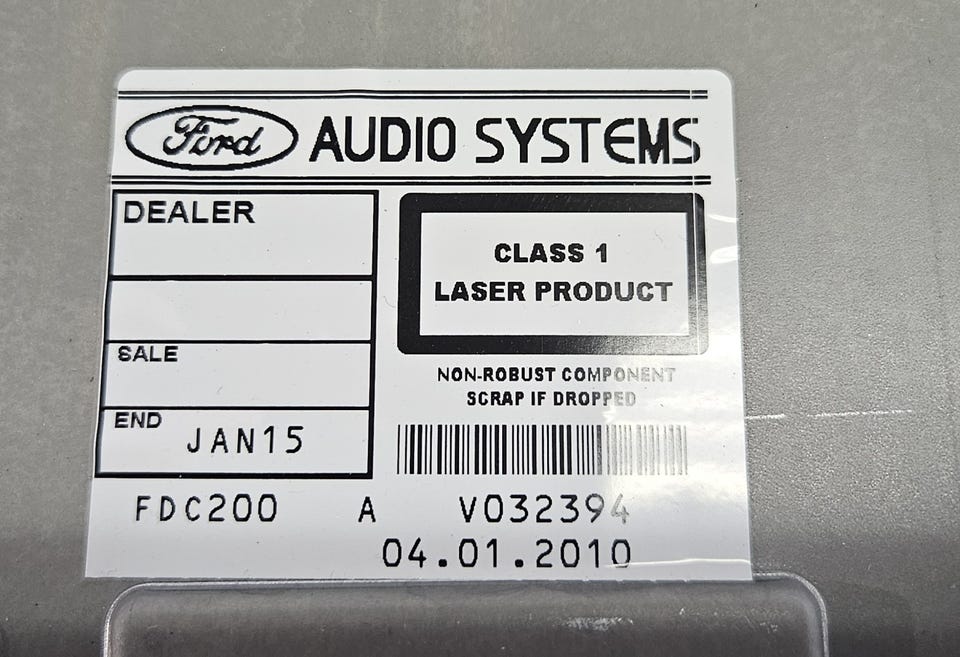 Ford AUDIO SYSTEMS
DEALER
SALE
END JAN15
CLASS 1
LASER PRODUCT
NON-ROBUST COMPONENT
SCRAP IF DROPPED
FDC200 A V032394
04.01.2010